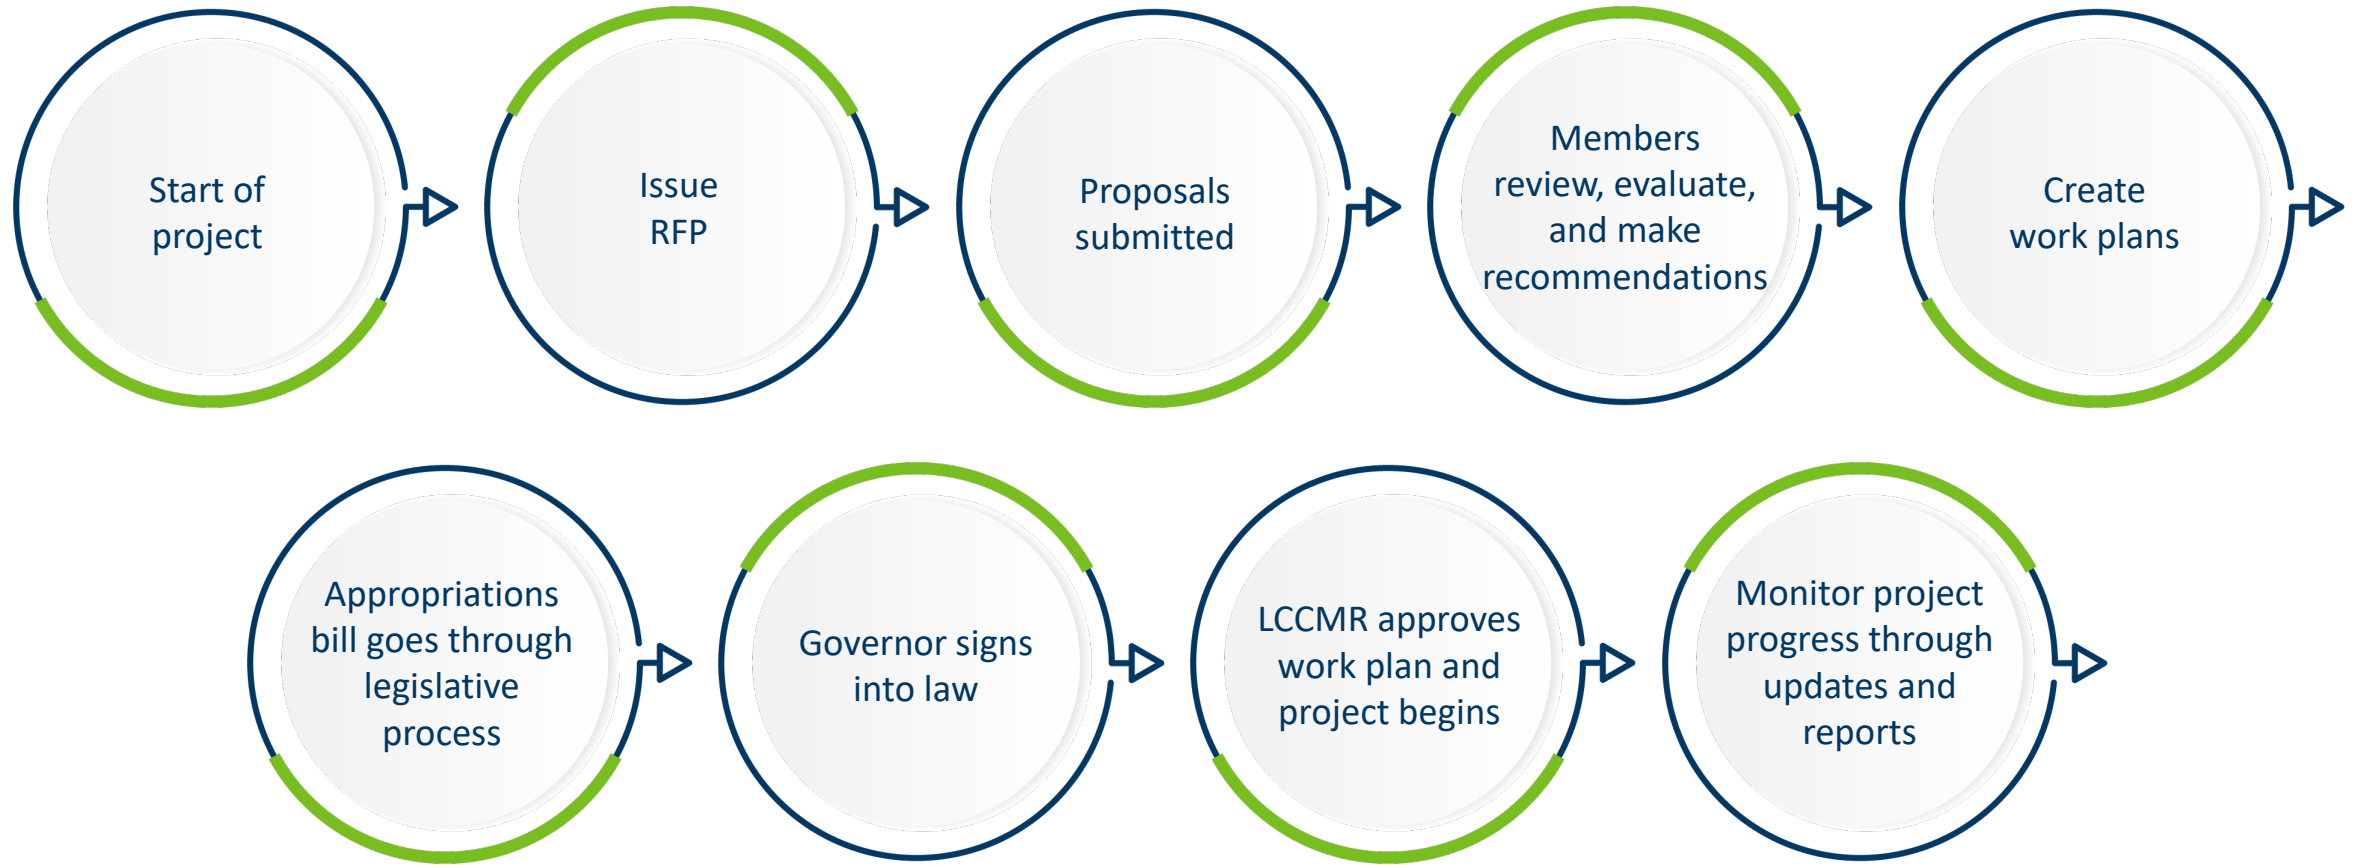 Start of
project
Issue
RFP
Proposals
submitted
Members
review, evaluate,
and make
recommendations
Create
work plans
Appropriations
bill goes through
legislative
process
Governor signs
into law
LCCMR approves
work plan and
project begins
Monitor project
progress through
updates and
reports